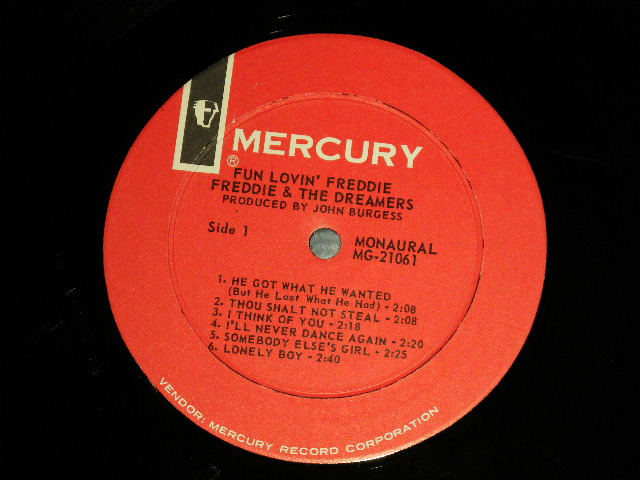 MERCURY
®
FUN LOVIN' FREDDIE
FREDDIE & THE DREAMERS
PRODUCED BY JOHN BURGESS
Side 1
MONAURAL
MG-21061
1. HE GOT WHAT HE WANTED
(But He Lost What He Had) - 2:08
2. THOU SHALT NOT STEAL - 2:08
3. I THINK OF YOU - 2:18
4. I'LL NEVER DANCE AGAIN - 2:20
5. SOMEBODY ELSE'S GIRL - 2:25
6. LONELY BOY - 2:40
VENDOR: MERCURY RECORD CORPORATION